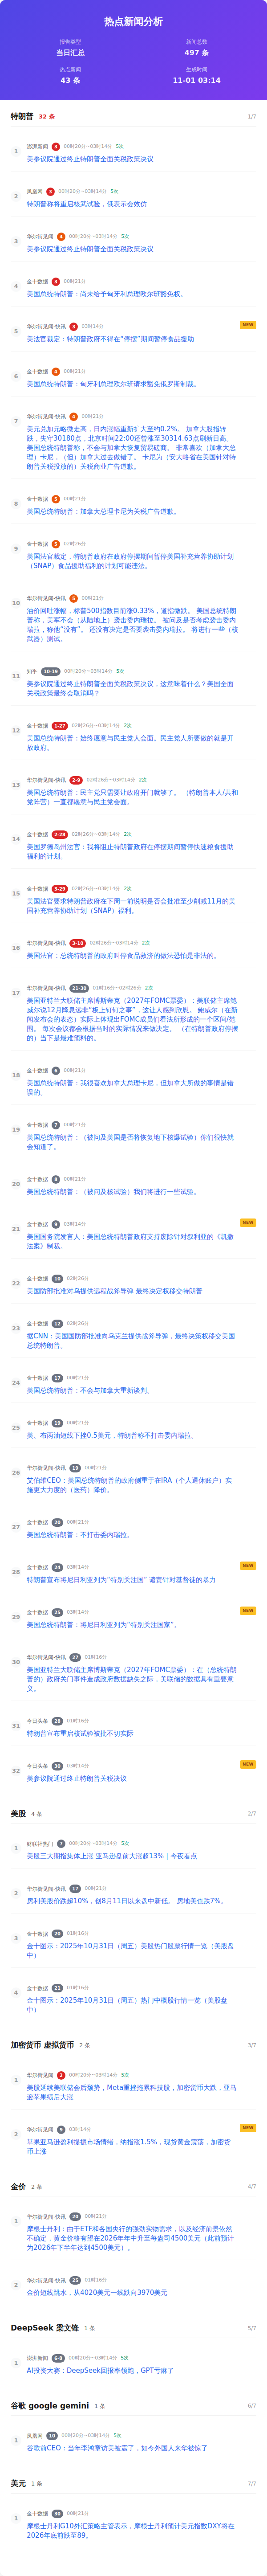 热点新闻分析
报告类型
新闻总数
当日汇总
497 条
热点新闻
生成时间
43 条
11-01 03:14
特朗普 32 条 1/7
1
澎湃新闻 3 00时20分~03时14分 5次
美参议院通过终止特朗普全面关税政策决议
2
凤凰网 3 00时20分~03时14分 5次
特朗普称将重启核武试验，俄表示会效仿
3
华尔街见闻 4 00时20分~03时14分 5次
美参议院通过终止特朗普全面关税政策决议
4
金十数据 3 00时21分
美国总统特朗普：尚未给予匈牙利总理欧尔班豁免权。
5
华尔街见闻-快讯 3 03时14分 NEW
美法官裁定：特朗普政府不得在“停摆”期间暂停食品援助
6
金十数据 4 00时21分
美国总统特朗普：匈牙利总理欧尔班请求豁免俄罗斯制裁。
7
华尔街见闻-快讯 4 00时21分
美元兑加元略微走高，日内涨幅重新扩大至约0.2%。 加拿大股指转
跌，失守30180点，北京时间22:00还曾涨至30314.63点刷新日高。
美国总统特朗普称，不会与加拿大恢复贸易磋商。 非常喜欢（加拿大总
理）卡尼，（但）加拿大过去做错了。 卡尼为（安大略省在美国针对特
朗普关税投放的）关税商业广告道歉。
8
金十数据 5 00时21分
美国总统特朗普：加拿大总理卡尼为关税广告道歉。
9
金十数据 5 02时26分
美国法官裁定，特朗普政府在政府停摆期间暂停美国补充营养协助计划
（SNAP）食品援助福利的计划可能违法。
10
华尔街见闻-快讯 5 00时21分
油价回吐涨幅，标普500指数目前涨0.33%，道指微跌。 美国总统特朗
普称，美军不会（从陆地上）袭击委内瑞拉。 被问及是否考虑袭击委内
瑞拉，称他“没有”。 还没有决定是否要袭击委内瑞拉。 将进行一些（核
武器）测试。
11
知乎 10-19 00时20分~03时14分 5次
美参议院通过终止特朗普全面关税政策决议，这意味着什么？美国全面
关税政策最终会取消吗？
12
金十数据 1-27 02时26分~03时14分 2次
美国总统特朗普：始终愿意与民主党人会面。民主党人所要做的就是开
放政府。
13
华尔街见闻-快讯 2-9 02时26分~03时14分 2次
美国总统特朗普：民主党只需要让政府开门就够了。 （特朗普本人/共和
党阵营）一直都愿意与民主党会面。
14
金十数据 2-28 02时26分~03时14分 2次
美国罗德岛州法官：我将阻止特朗普政府在停摆期间暂停快速粮食援助
福利的计划。
15
金十数据 3-29 02时26分~03时14分 2次
美国法官要求特朗普政府在下周一前说明是否会批准至少削减11月的美
国补充营养协助计划（SNAP）福利。
16
华尔街见闻-快讯 3-10 02时26分~03时14分 2次
美国法官：总统特朗普的政府叫停食品救济的做法恐怕是非法的。
17
华尔街见闻-快讯 21-30 01时16分~02时26分 2次
美国亚特兰大联储主席博斯蒂克（2027年FOMC票委）：美联储主席鲍
威尔说12月降息远非“板上钉钉之事”，这让人感到欣慰。 鲍威尔（在新
闻发布会的表态）实际上体现出FOMC成员们看法所形成的一个区间/范
围。 每次会议都会根据当时的实际情况来做决定。 （在特朗普政府停摆
的）当下是最难预料的。
18
金十数据 6 00时21分
美国总统特朗普：我很喜欢加拿大总理卡尼，但加拿大所做的事情是错
误的。
19
金十数据 7 00时21分
美国总统特朗普：（被问及美国是否将恢复地下核爆试验）你们很快就
会知道了。
20
金十数据 8 00时21分
美国总统特朗普：（被问及核试验）我们将进行一些试验。
21
金十数据 9 03时14分 NEW
美国国务院发言人：美国总统特朗普政府支持废除针对叙利亚的《凯撒
法案》制裁。
22
金十数据 10 02时26分
美国防部批准对乌提供远程战斧导弹 最终决定权移交特朗普
23
金十数据 12 02时26分
据CNN：美国国防部批准向乌克兰提供战斧导弹，最终决策权移交美国
总统特朗普。
24
金十数据 17 00时21分
美国总统特朗普：不会与加拿大重新谈判。
25
金十数据 19 00时21分
美、布两油短线下挫0.5美元，特朗普称不打击委内瑞拉。
26
华尔街见闻-快讯 19 00时21分
艾伯维CEO：美国总统特朗普的政府侧重于在IRA（个人退休账户）实
施更大力度的（医药）降价。
27
金十数据 20 00时21分
美国总统特朗普：不打击委内瑞拉。
28
金十数据 24 03时14分 NEW
特朗普宣布将尼日利亚列为“特别关注国” 谴责针对基督徒的暴力
29
金十数据 25 03时14分 NEW
美国总统特朗普：将尼日利亚列为“特别关注国家”。
30
华尔街见闻-快讯 27 01时16分
美国亚特兰大联储主席博斯蒂克（2027年FOMC票委）：在（总统特朗
普的）政府关门事件造成政府数据缺失之际，美联储的数据具有重要意
义。
31
今日头条 28 01时16分
特朗普宣布重启核试验被批不切实际
32
今日头条 30 03时14分 NEW
美参议院通过终止特朗普关税决议
美股 4 条 2/7
1
财联社热门 7 00时20分~03时14分 5次
美股三大期指集体上涨 亚马逊盘前大涨超13% | 今夜看点
2
华尔街见闻-快讯 17 00时21分
房利美股价跌超10%，创8月11日以来盘中新低。 房地美也跌7%。
3
金十数据 20 01时16分
金十图示：2025年10月31日（周五）美股热门股票行情一览（美股盘
中）
4
金十数据 21 01时16分
金十图示：2025年10月31日（周五）热门中概股行情一览（美股盘
中）
加密货币 虚拟货币 2 条 3/7
1
华尔街见闻 2 00时20分~03时14分 5次
美股延续美联储会后颓势，Meta重挫拖累科技股，加密货币大跌，亚马
逊苹果绩后大涨
2
华尔街见闻 9 03时14分 NEW
苹果亚马逊盈利提振市场情绪，纳指涨1.5%，现货黄金震荡，加密货
币上涨
金价 2 条 4/7
1
华尔街见闻-快讯 20 00时21分
摩根士丹利：由于ETF和各国央行的强劲实物需求，以及经济前景依然
不确定，黄金价格有望在2026年年中升至每盎司4500美元（此前预计
为2026年下半年达到4500美元）。
2
华尔街见闻-快讯 25 01时16分
金价短线跳水，从4020美元一线跌向3970美元
DeepSeek 梁文锋 1 条 5/7
1
澎湃新闻 6-8 00时20分~03时14分 5次
AI投资大赛：DeepSeek回报率领跑，GPT亏麻了
谷歌 google gemini 1 条 6/7
1
凤凰网 10 00时20分~03时14分 5次
谷歌前CEO：当年李鸿章访美被震了，如今外国人来华被惊了
美元 1 条 7/7
1
金十数据 30 00时21分
摩根士丹利G10外汇策略主管表示，摩根士丹利预计美元指数DXY将在
2026年底前跌至89。